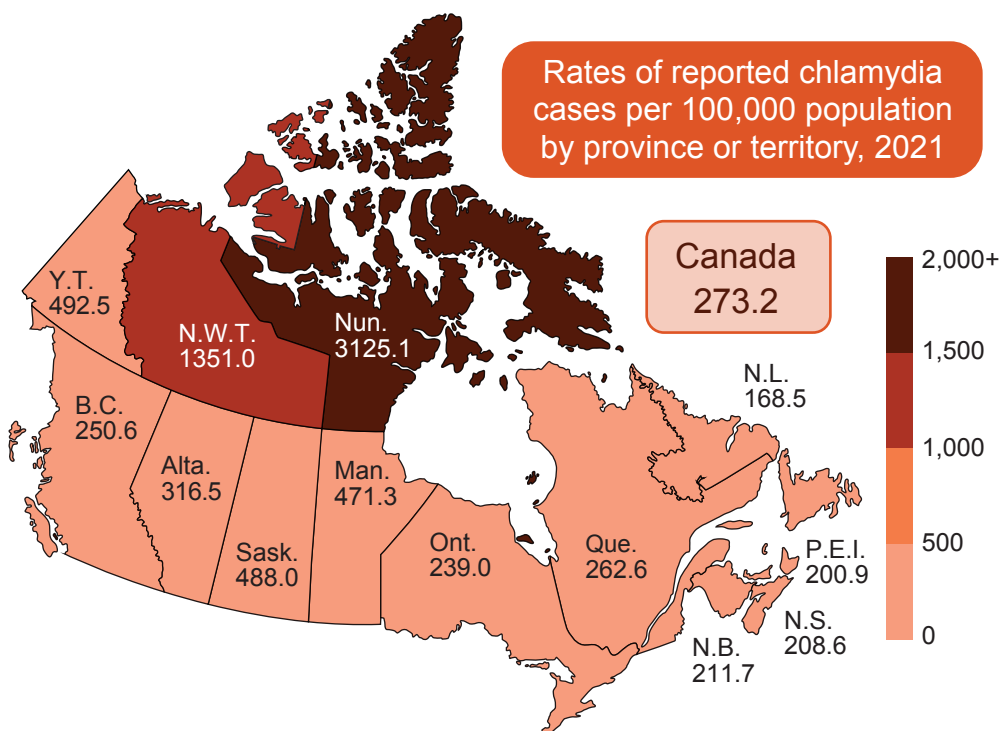 Rates of reported chlamydia
cases per 100,000 population
by province or territory, 2021
Canada
273.2
2,000+
1,500
1,000
500
0
Y.T.
492.5
N.W.T.
1351.0
Nun.
3125.1
B.C.
250.6
Alta.
316.5
Sask.
488.0
Man.
471.3
Ont.
239.0
Que.
262.6
N.L.
168.5
P.E.I.
200.9
N.S.
208.6
N.B.
211.7